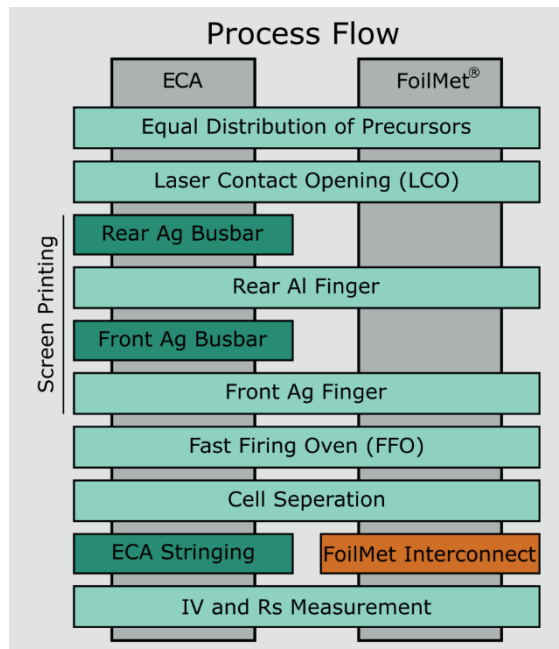 Process Flow
ECA
FoilMet®
Equal Distribution of Precursors
Laser Contact Opening (LCO)
Screen Printing
Rear Ag Busbar
Rear Al Finger
Front Ag Busbar
Front Ag Finger
Fast Firing Oven (FFO)
Cell Seperation
ECA Stringing
FoilMet Interconnect
IV and Rs Measurement